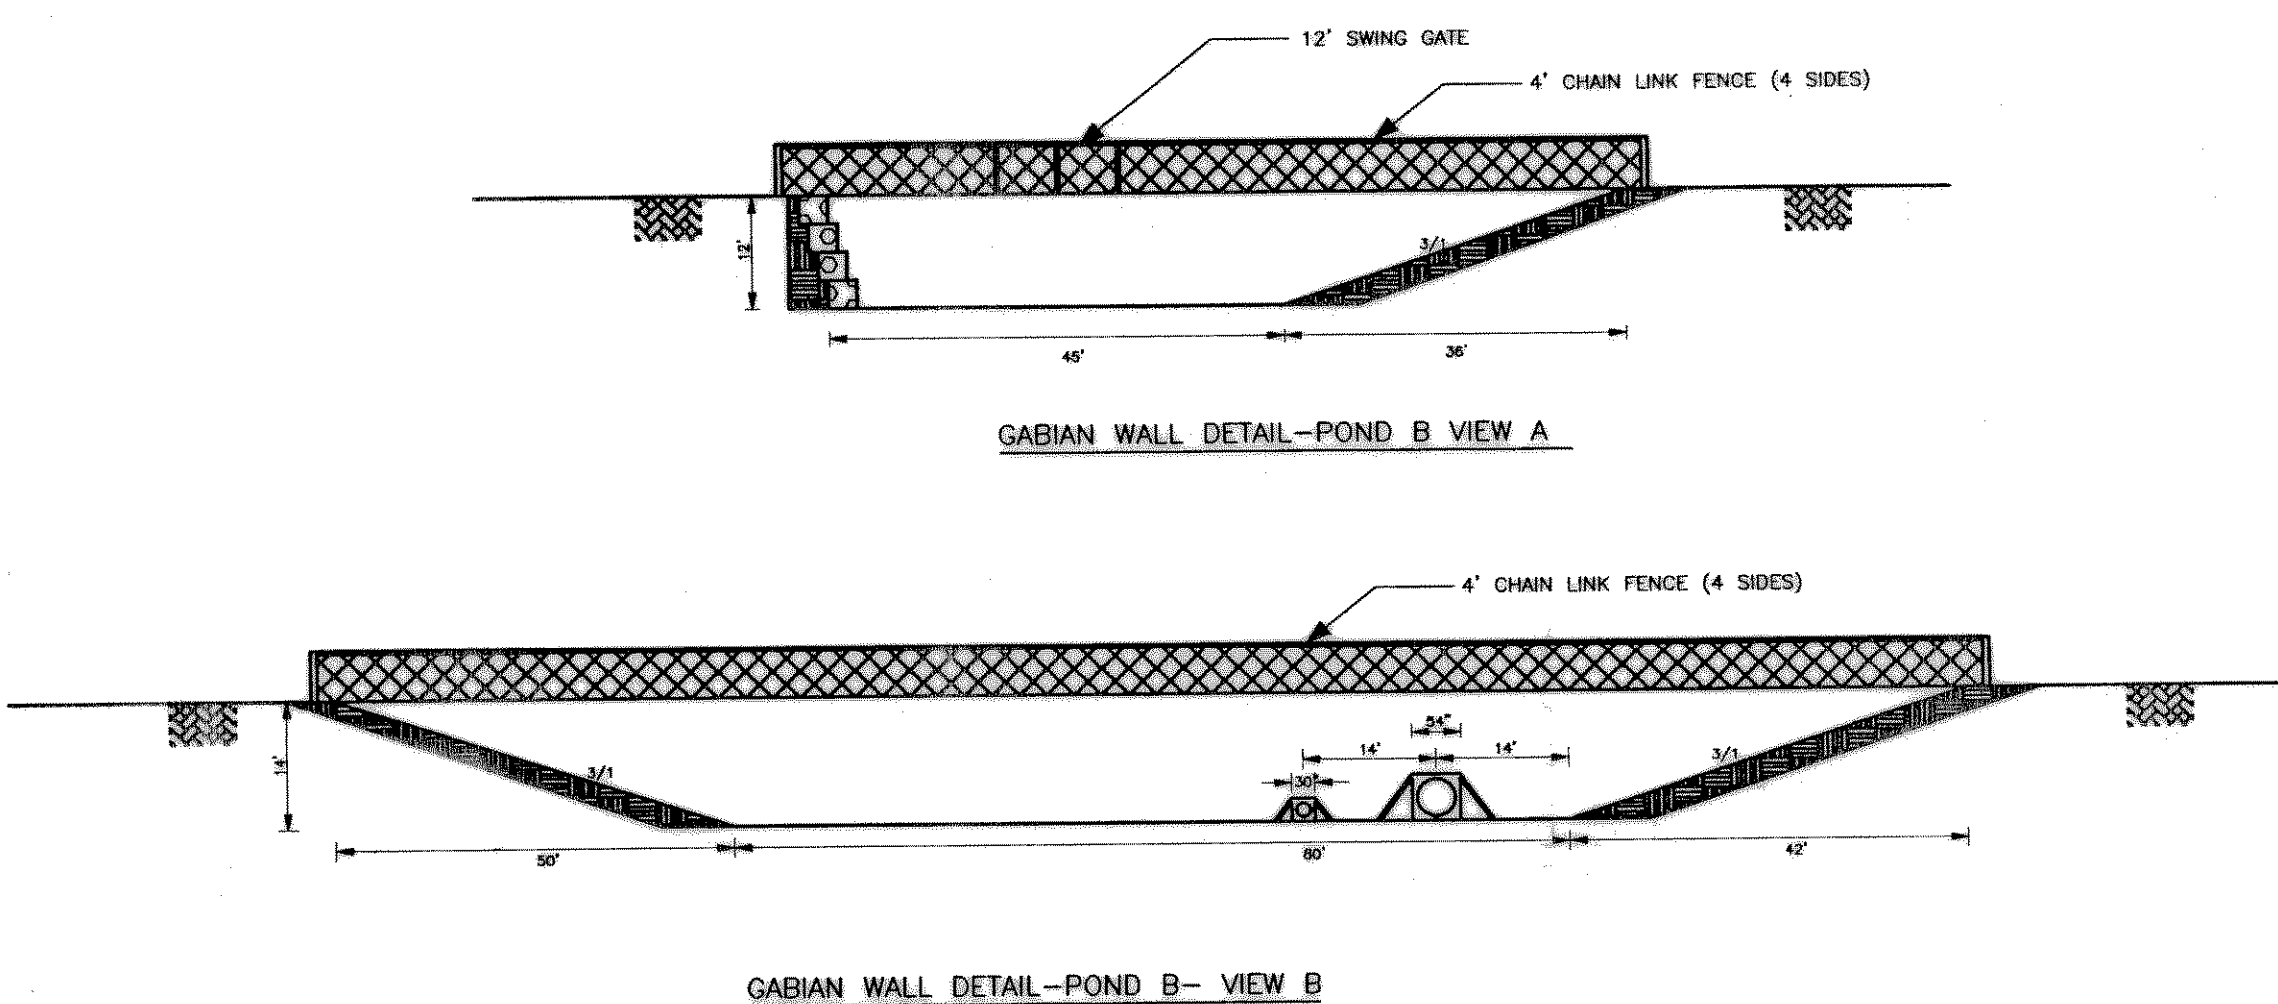 12' SWING GATE
4' CHAIN LINK FENCE (4 SIDES)
12'
3/1
45'
36'
GABIAN WALL DETAIL-POND B VIEW A
4' CHAIN LINK FENCE (4 SIDES)
54"
14'
14'
14'
3/1
30"
3/1
50'
80'
42'
GABIAN WALL DETAIL-POND B- VIEW B